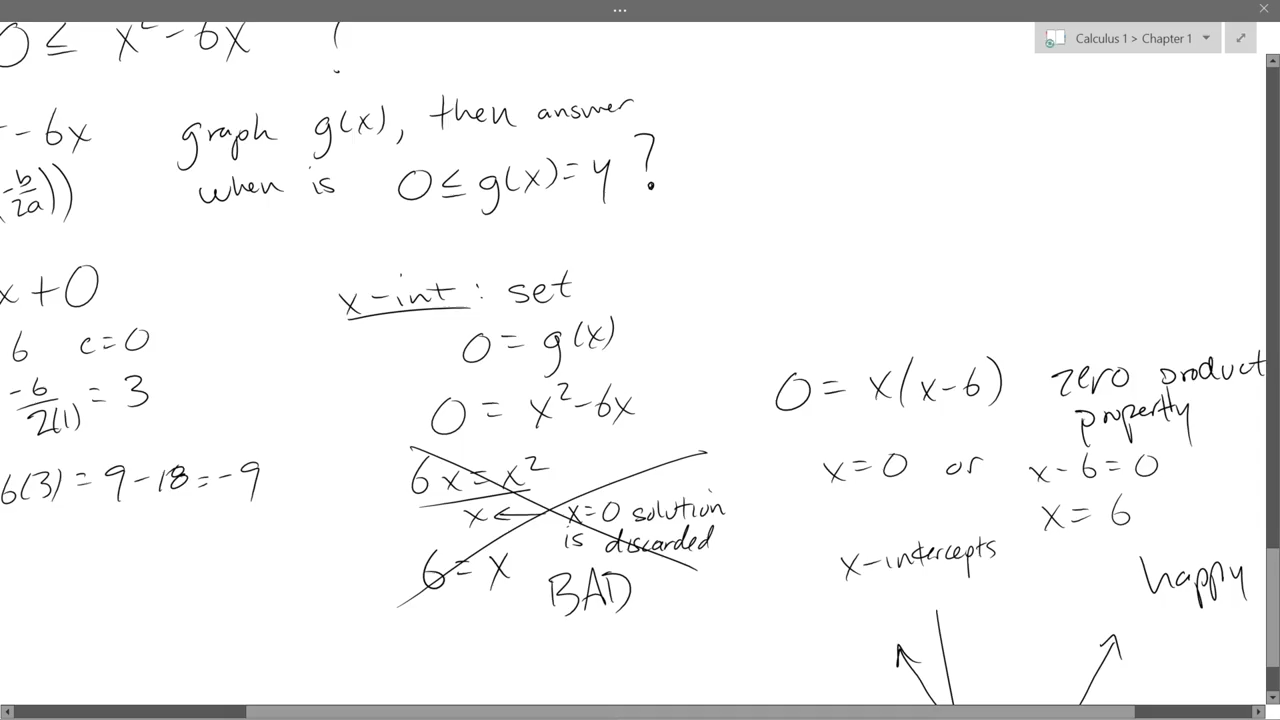 ...
Calculus 1 > Chapter 1
0 ≤ x² - 6x ?
- 6x
graph g(x), then answer
when is 0 ≤ g(x) = y ?
-b/2a))
x + 0
6 c = 0
-6/2(1) = 3
6(3) = 9 - 18 = -9
x-int : set
0 = g(x)
0 = x² - 6x
6x = x²
x ← x = 0 solution
is discarded
6 = x
BAD
0 = x(x - 6) zero product
property
x = 0 or x - 6 = 0
x = 6
x-intercepts
happy